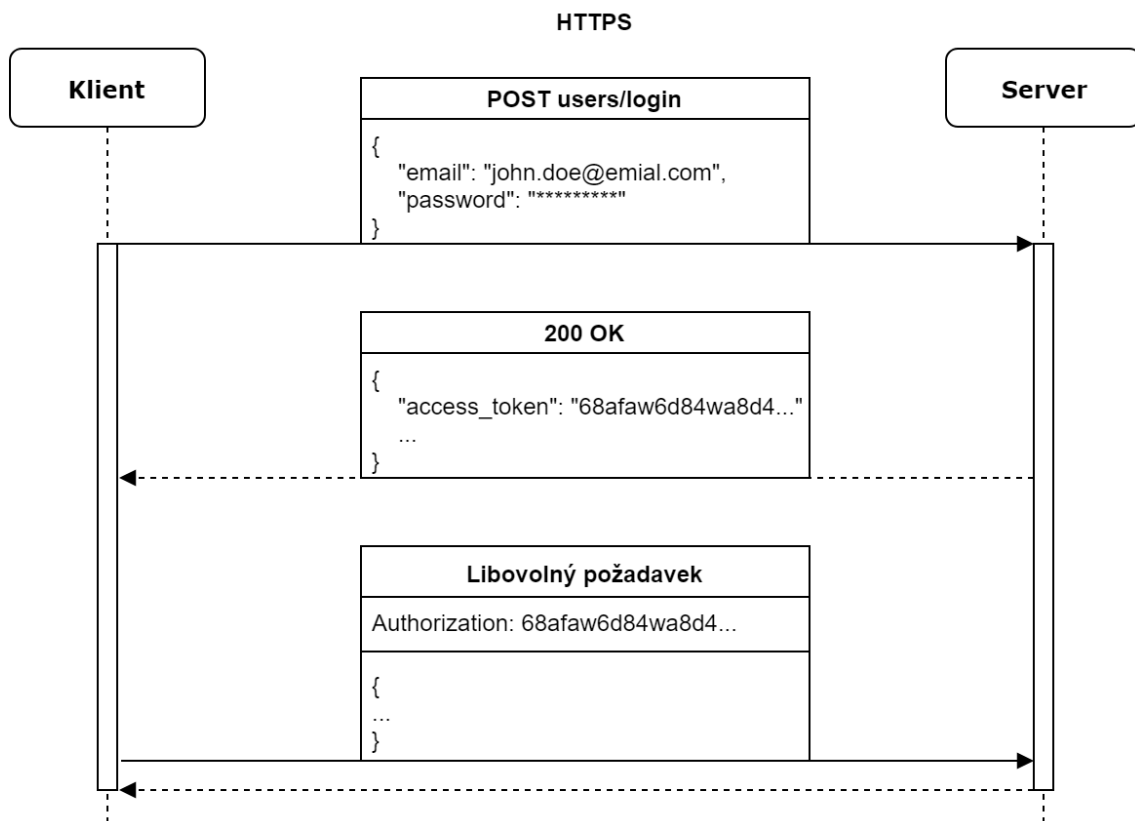 HTTPS
Klient
Server
POST users/login
{
"email": "john.doe@emial.com",
"password": "*********"
}
200 OK
{
"access_token": "68afaw6d84wa8d4..."
...
}
Libovolný požadavek
Authorization: 68afaw6d84wa8d4...
{
...
}